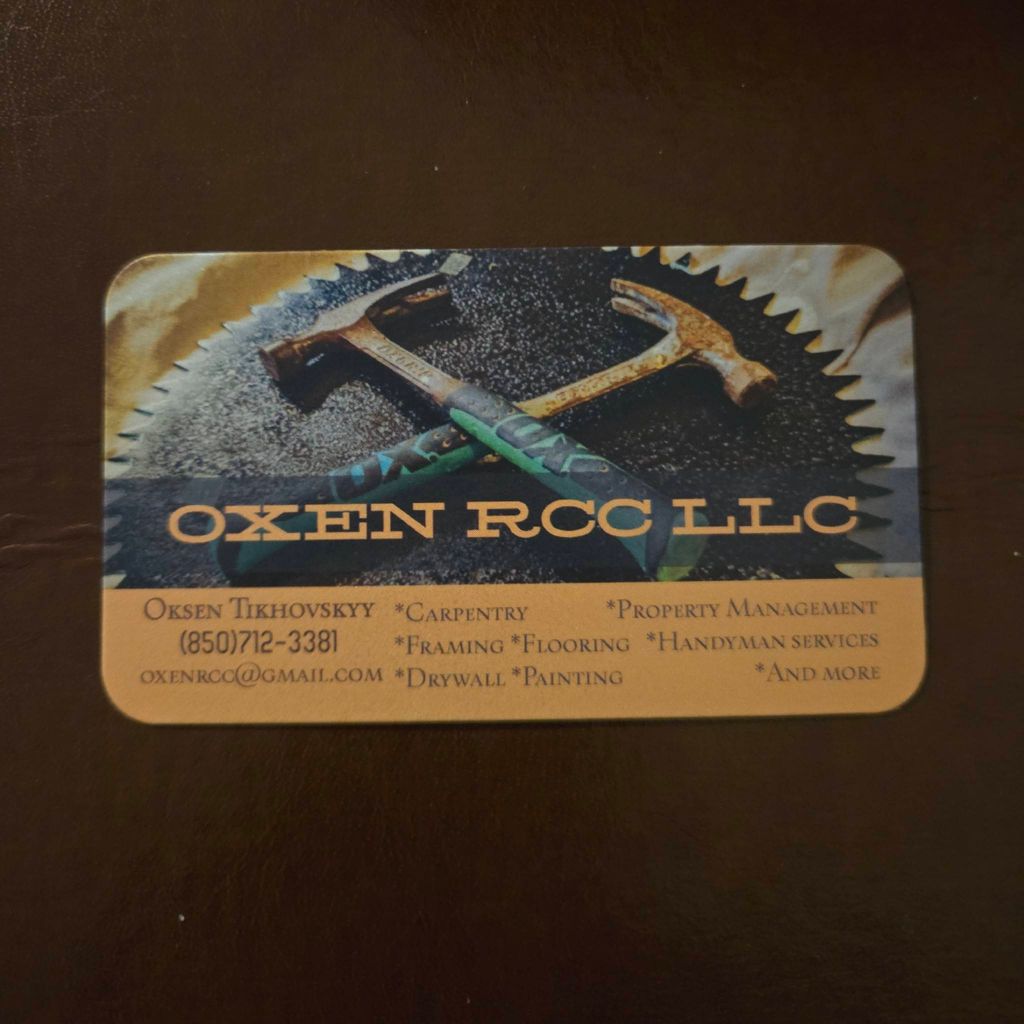 OXEN RCC LLC
OKSEN TIKHOVSKYY
(850)712-3381
OXENRCC@GMAIL.COM
*CARPENTRY
*FRAMING *FLOORING
*DRYWALL *PAINTING
*PROPERTY MANAGEMENT
*HANDYMAN SERVICES
*AND MORE